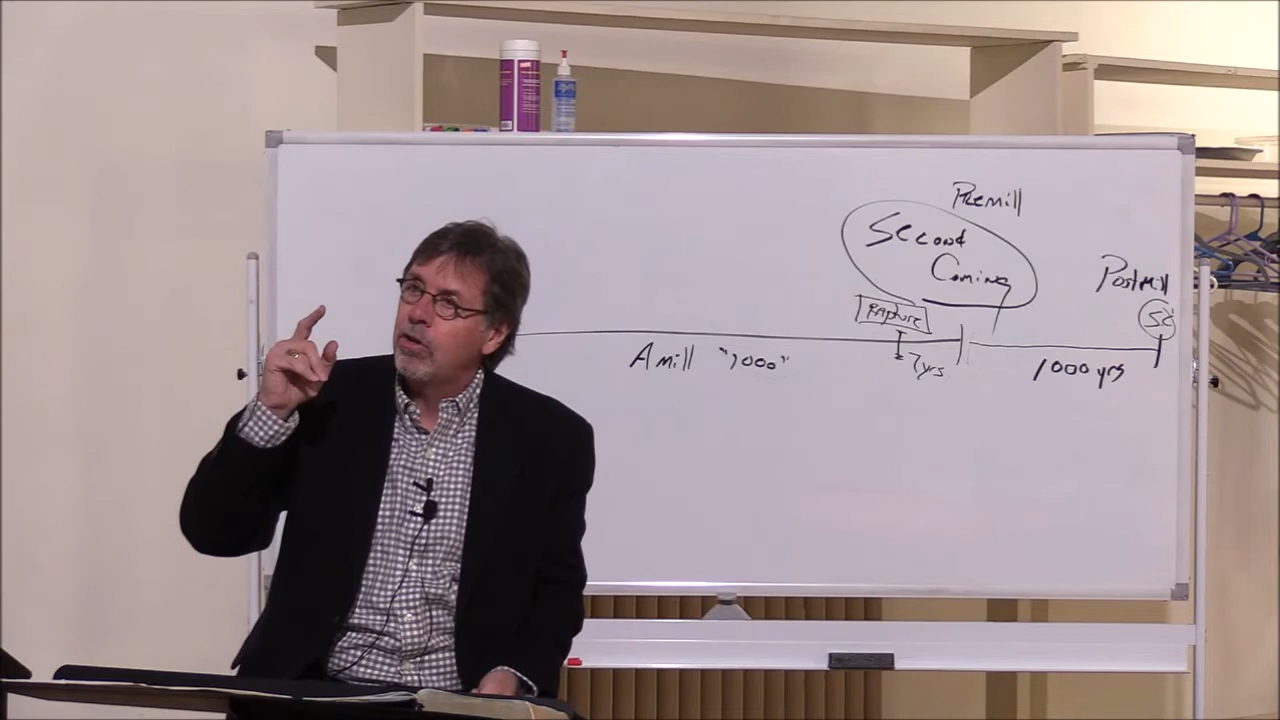 Premill
Second
Coming
Postmill
Rapture
SC
Amill "1000"
7yrs
1000 yrs